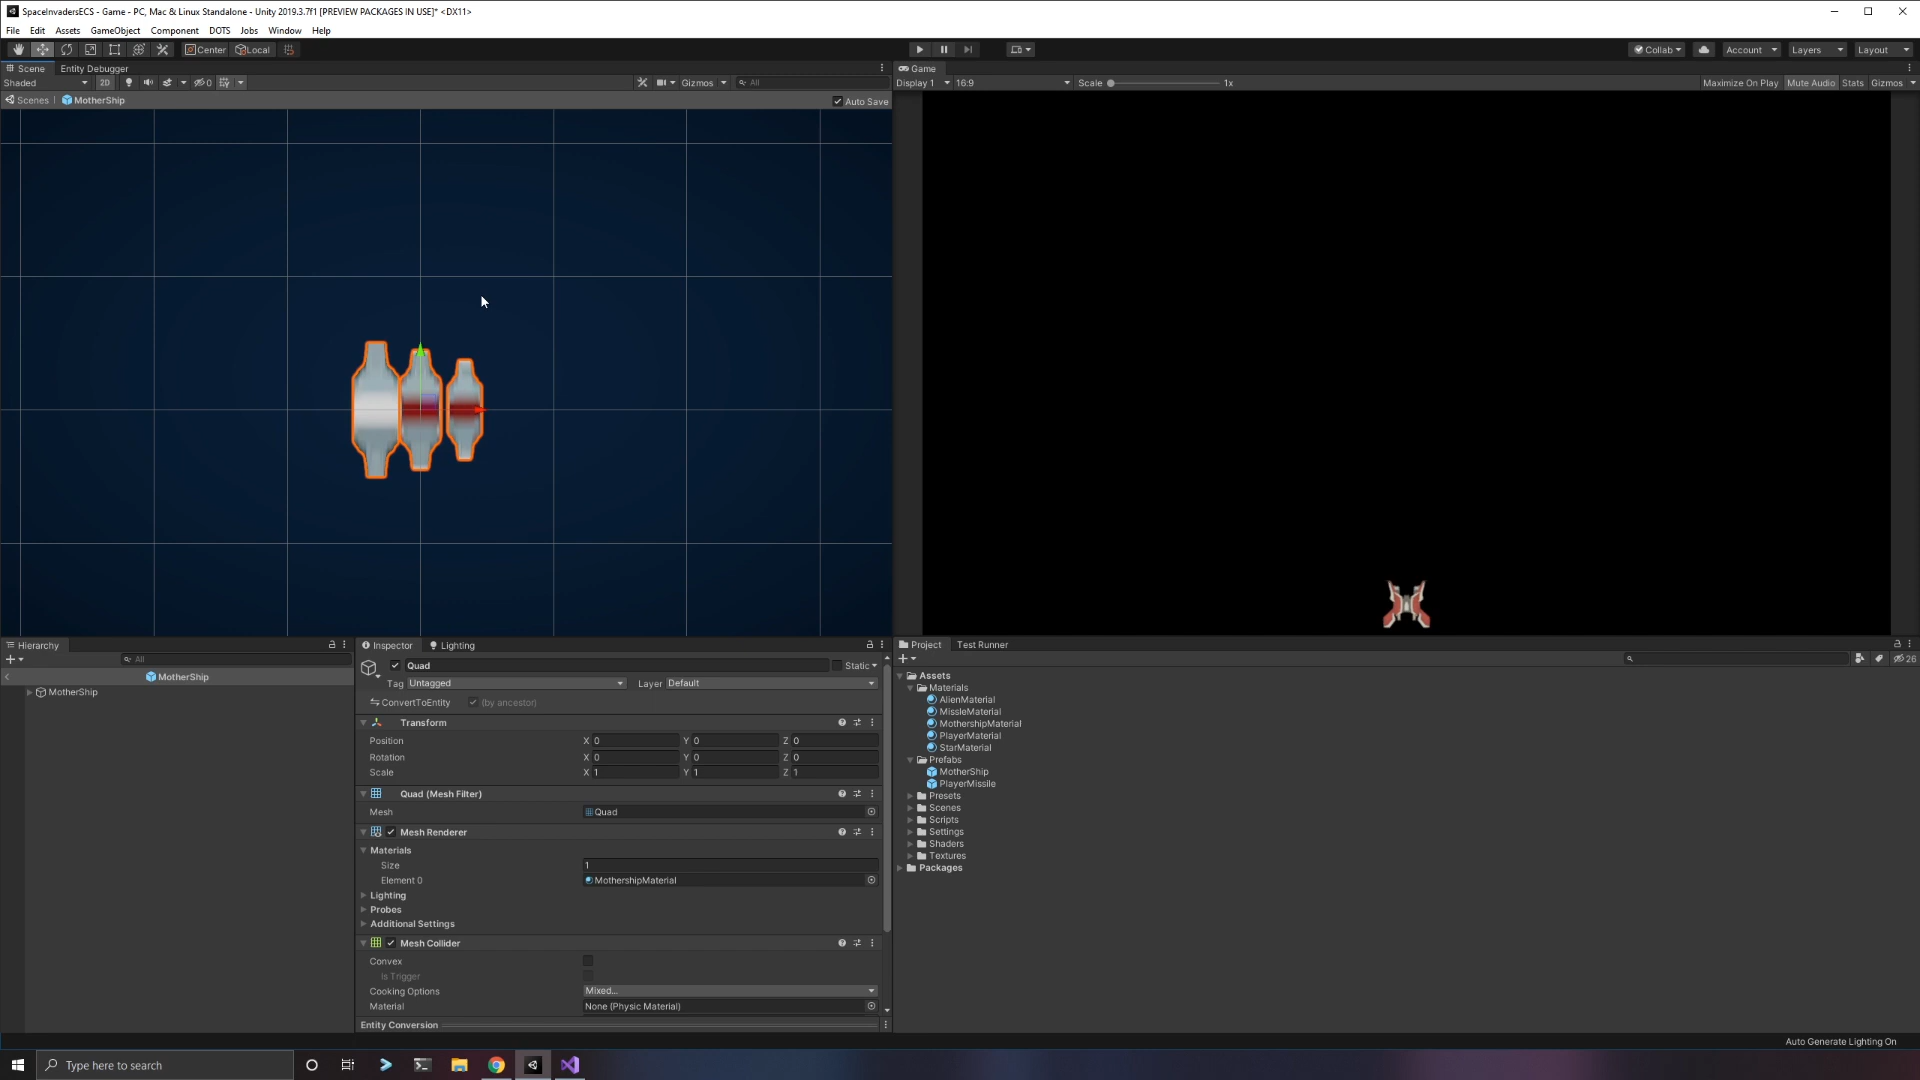 SpaceInvadersECS - Game - PC, Mac & Linux Standalone - Unity 2019.3.7f1 [PREVIEW PACKAGES IN USE]* <DX11>
File Edit Assets GameObject Component DOTS Jobs Window Help
Center Local Collab Account Layers Layout
Scene Entity Debugger
Shaded 2D 0 Gizmos All
Scenes MotherShip Auto Save
Game
Display 1 16:9 Scale 1x Maximize On Play Mute Audio Stats Gizmos
Hierarchy
All
MotherShip
MotherShip
Inspector Lighting
Quad Static
Tag Untagged Layer Default
ConvertToEntity (by ancestor)
Transform
Position X 0 Y 0 Z 0
Rotation X 0 Y 0 Z 0
Scale X 1 Y 1 Z 1
Quad (Mesh Filter)
Mesh Quad
Mesh Renderer
Materials
Size 1
Element 0 MothershipMaterial
Lighting
Probes
Additional Settings
Mesh Collider
Convex
Is Trigger
Cooking Options Mixed...
Material None (Physic Material)
Entity Conversion
Project Test Runner
26
Assets
Materials
AlienMaterial
MissleMaterial
MothershipMaterial
PlayerMaterial
StarMaterial
Prefabs
MotherShip
PlayerMissile
Presets
Scenes
Scripts
Settings
Shaders
Textures
Packages
Auto Generate Lighting On
Type here to search